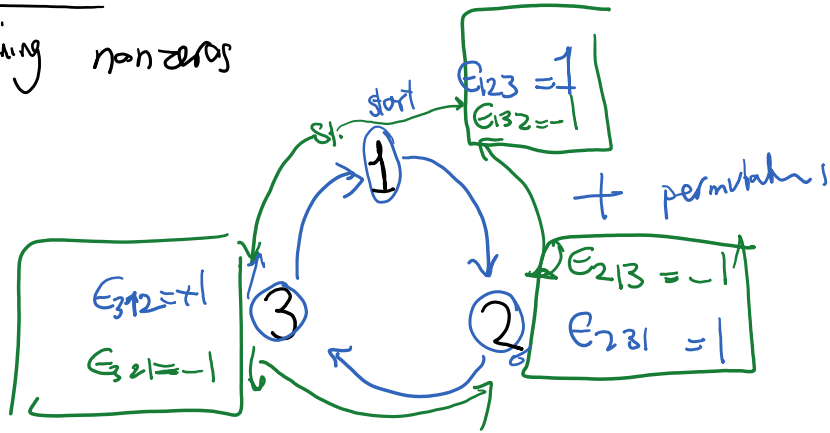 nonzeros
ϵ123 = 1
ϵ132 = -1
start
St.
1
+ permutations
ϵ213 = -1
ϵ231 = 1
2
3
ϵ312 = +1
ϵ321 = -1